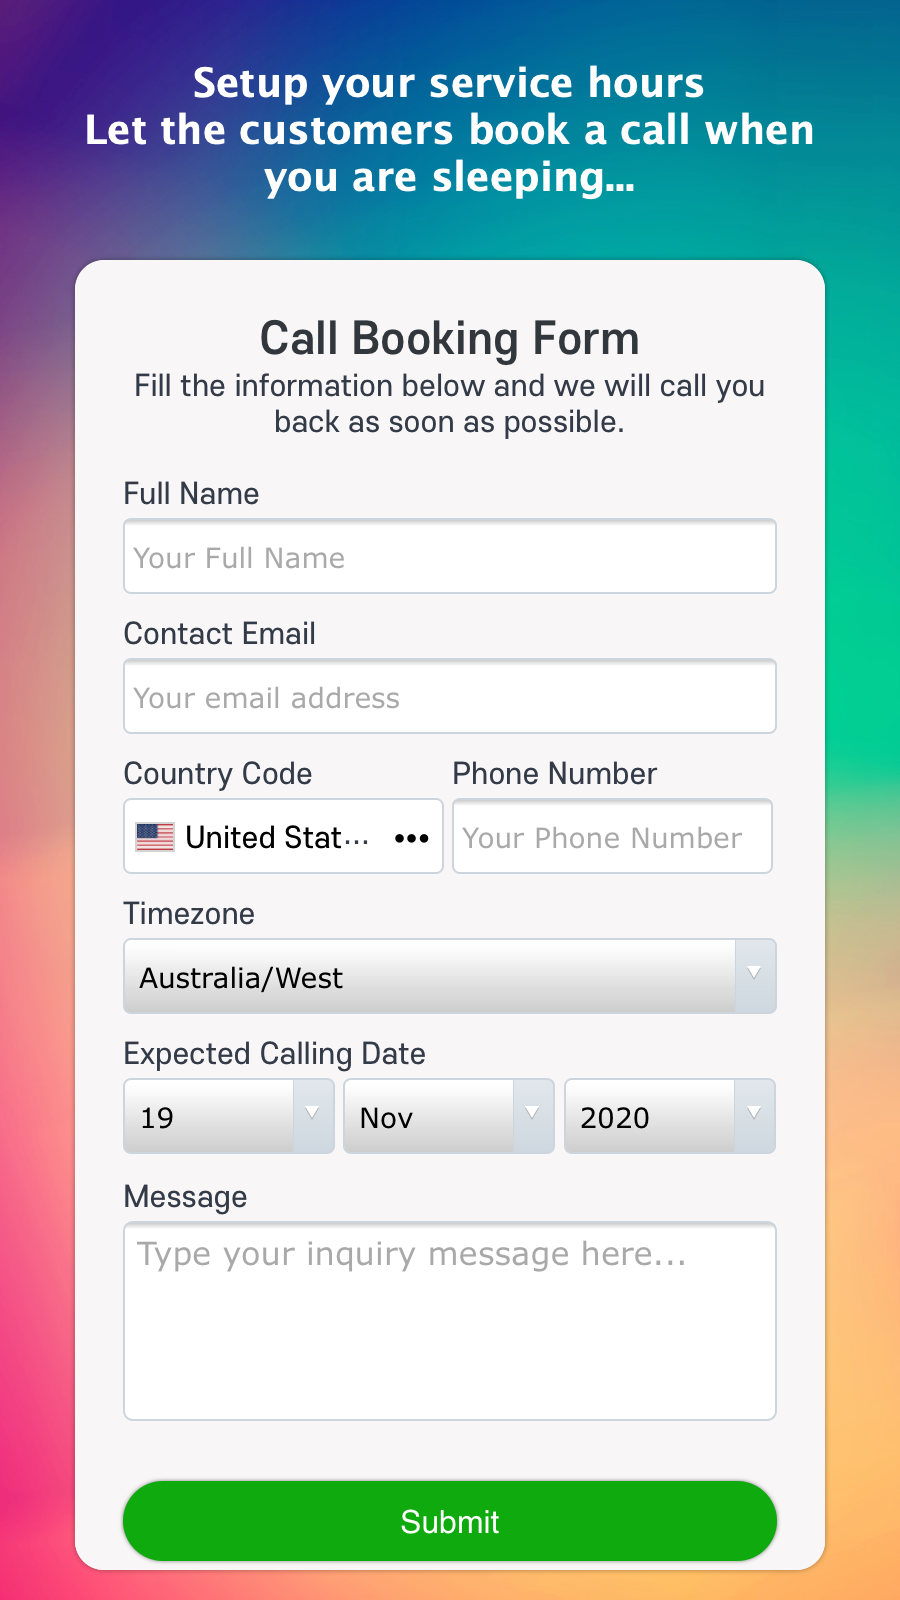 Setup your service hours
Let the customers book a call when
you are sleeping...
Call Booking Form
Fill the information below and we will call you
back as soon as possible.
Full Name
Your Full Name
Contact Email
Your email address
Country Code Phone Number
United Stat... ••• Your Phone Number
Timezone
Australia/West
Expected Calling Date
19 Nov 2020
Message
Type your inquiry message here...
Submit